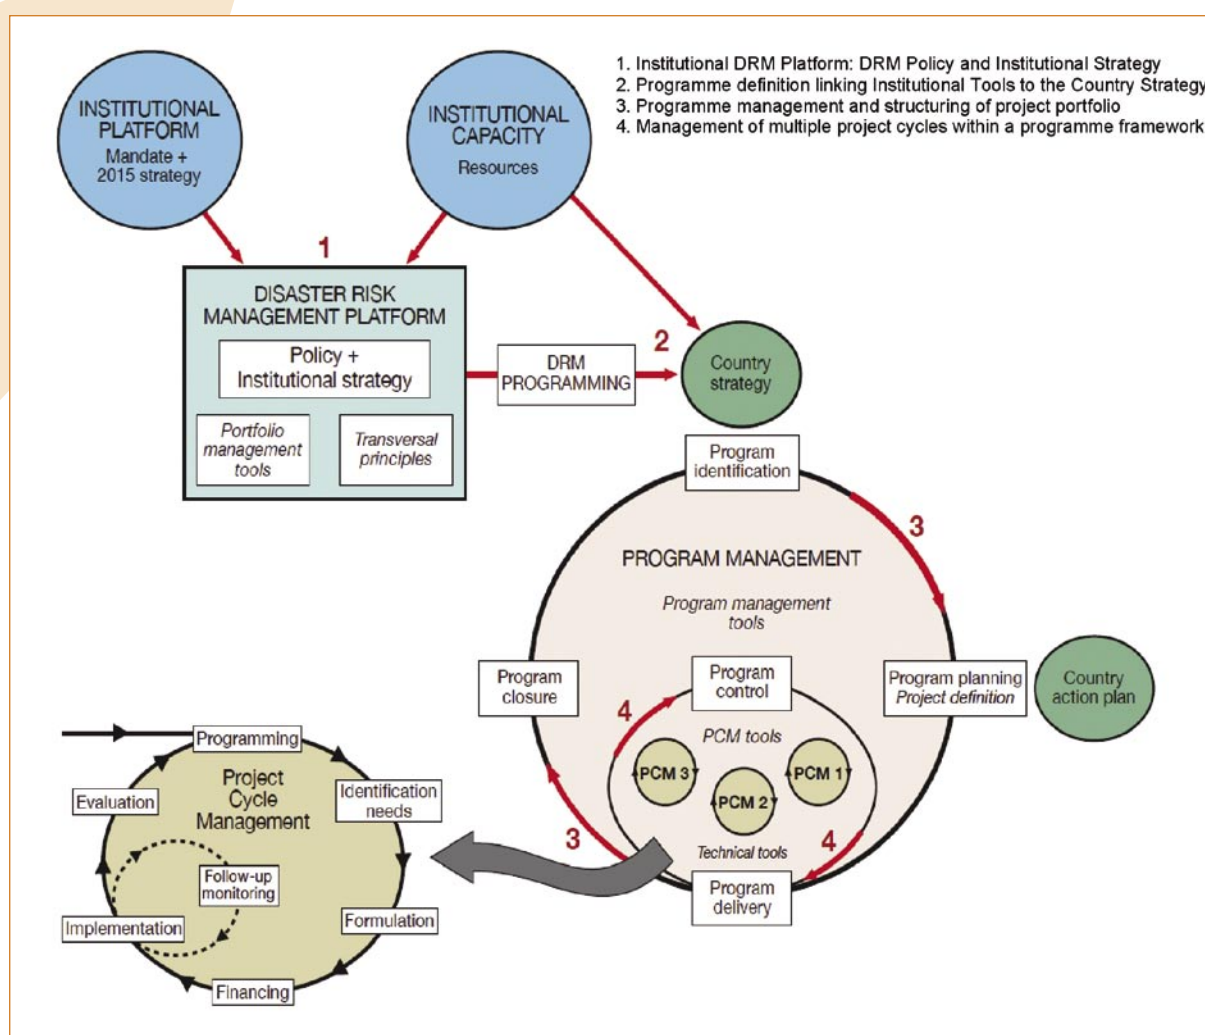 1. Institutional DRM Platform: DRM Policy and Institutional Strategy
2. Programme definition linking Institutional Tools to the Country Strategy
3. Programme management and structuring of project portfolio
4. Management of multiple project cycles within a programme framework
INSTITUTIONAL
PLATFORM
Mandate +
2015 strategy
INSTITUTIONAL
CAPACITY
Resources
1
DISASTER RISK
MANAGEMENT PLATFORM
Policy +
Institutional strategy
Portfolio
management
tools
Transversal
principles
DRM
PROGRAMMING
2
Country
strategy
Program
identification
3
PROGRAM MANAGEMENT
Program management
tools
Program
closure
Program
control
Program planning
Project definition
Country
action plan
4
PCM tools
PCM 3
PCM 2
PCM 1
3
4
Technical tools
Program
delivery
Programming
Project
Cycle
Management
Evaluation
Identification
needs
Follow-up
monitoring
Implementation
Formulation
Financing